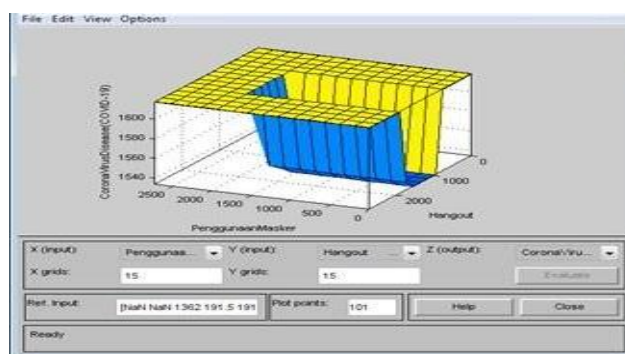 File Edit View Options
CoronaVirusDisease(COVID-19)
1600
1580
1560
1540
2500 2000 1500 1000 500 0
PenggunaanMasker
0
1000
2000
Hangout
X (input): Penggunaa... Y (input): Hangout ... Z (output): CoronaViru...
X grids: 15 Y grids: 15 Evaluate
Ref. Input: [NaN NaN 1362 191.5 191 Plot points: 101 Help Close
Ready